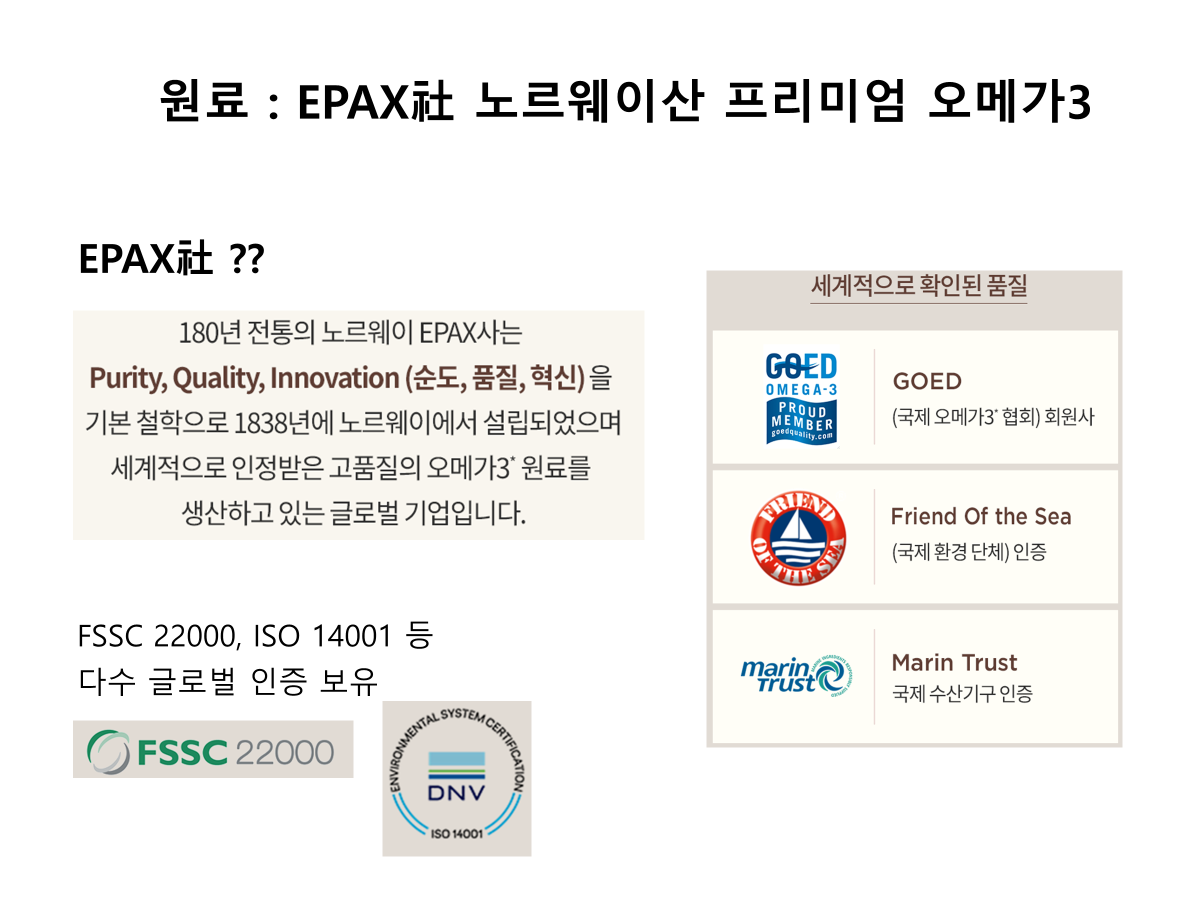 원료 : EPAX社 노르웨이산 프리미엄 오메가3
EPAX社 ??
180년 전통의 노르웨이 EPAX사는
Purity, Quality, Innovation (순도, 품질, 혁신) 을
기본 철학으로 1838년에 노르웨이에서 설립되었으며
세계적으로 인정받은 고품질의 오메가3* 원료를
생산하고 있는 글로벌 기업입니다.
FSSC 22000, ISO 14001 등
다수 글로벌 인증 보유
FSSC 22000
ENVIRONMENTAL SYSTEM CERTIFICATION
DNV
ISO 14001
세계적으로 확인된 품질
GOED
OMEGA-3
PROUD
MEMBER
goedquality.com
GOED
(국제 오메가3* 협회) 회원사
FRIEND
OF THE SEA
Friend Of the Sea
(국제 환경 단체) 인증
marin
Trust
Marin Trust
국제 수산기구 인증